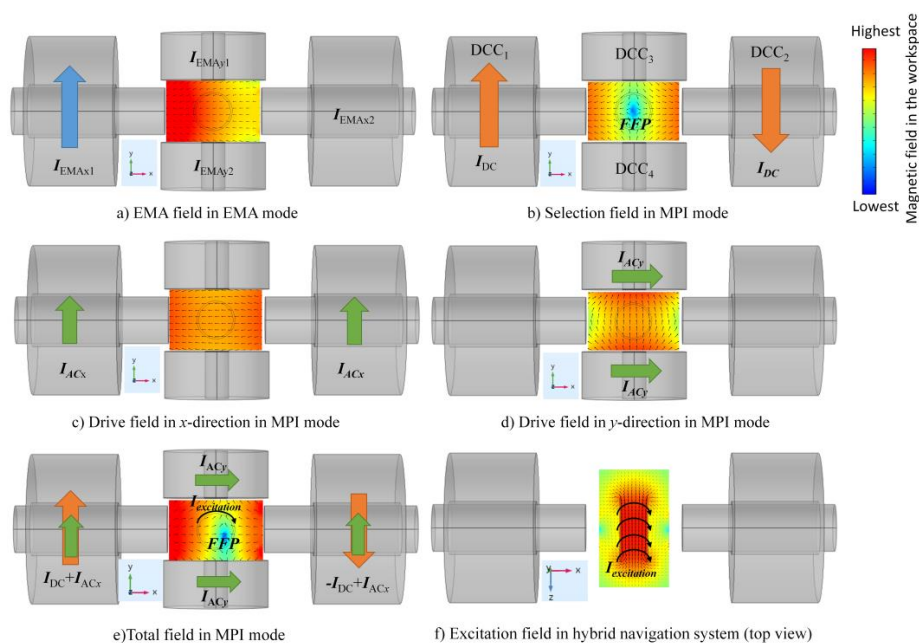 I_EMAy1
I_EMAx1
I_EMAx2
I_EMAy2
y
x
a) EMA field in EMA mode
DCC₁
DCC₃
DCC₂
FFP
I_DC
DCC₄
I_DC
y
x
b) Selection field in MPI mode
Highest
Magnetic field in the workspace
Lowest
I_ACx
I_ACx
y
x
c) Drive field in x-direction in MPI mode
I_ACy
I_ACy
y
x
d) Drive field in y-direction in MPI mode
I_ACy
I_excitation
FFP
I_DC+I_ACx
I_ACy
-I_DC+I_ACx
y
x
e)Total field in MPI mode
I_excitation
y
x
z
f) Excitation field in hybrid navigation system (top view)